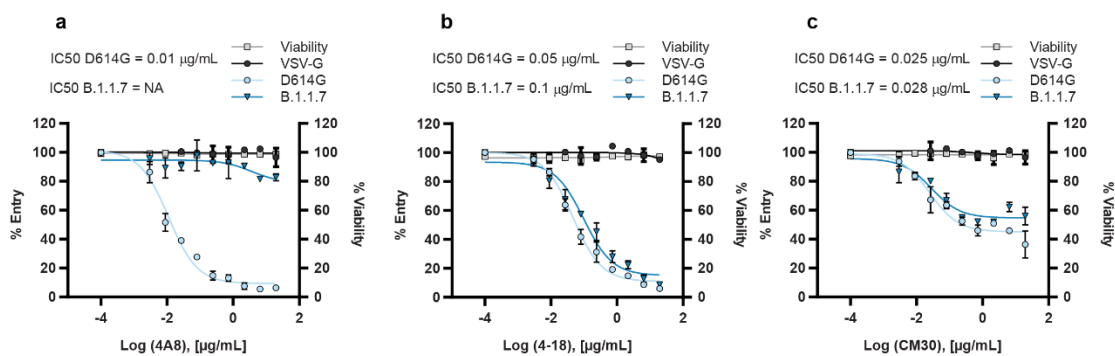 a
IC50 D614G = 0.01 µg/mL
IC50 B.1.1.7 = NA
Viability
VSV-G
D614G
B.1.1.7
120
100
80
60
40
20
0
% Entry
120
100
80
60
40
20
0
% Viability
-4
-2
0
2
Log (4A8), [µg/mL]
b
IC50 D614G = 0.05 µg/mL
IC50 B.1.1.7 = 0.1 µg/mL
Viability
VSV-G
D614G
B.1.1.7
120
100
80
60
40
20
0
% Entry
120
100
80
60
40
20
0
% Viability
-4
-2
0
2
Log (4-18), [µg/mL]
c
IC50 D614G = 0.025 µg/mL
IC50 B.1.1.7 = 0.028 µg/mL
Viability
VSV-G
D614G
B.1.1.7
120
100
80
60
40
20
0
% Entry
120
100
80
60
40
20
0
% Viability
-4
-2
0
2
Log (CM30), [µg/mL]